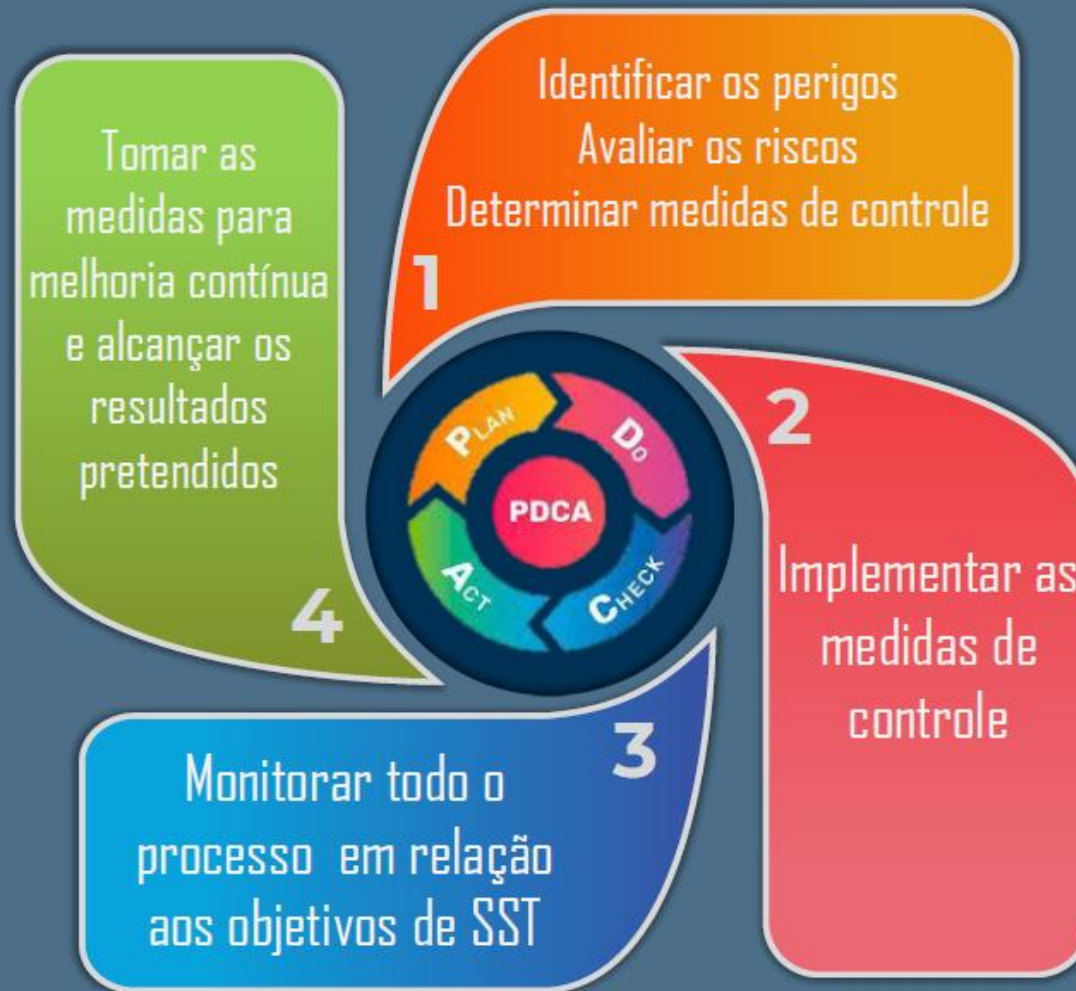 1
Identificar os perigos
Avaliar os riscos
Determinar medidas de controle
2
Implementar as
medidas de
controle
3
Monitorar todo o
processo em relação
aos objetivos de SST
4
Tomar as
medidas para
melhoria contínua
e alcançar os
resultados
pretendidos
PLAN
DO
CHECK
ACT
PDCA